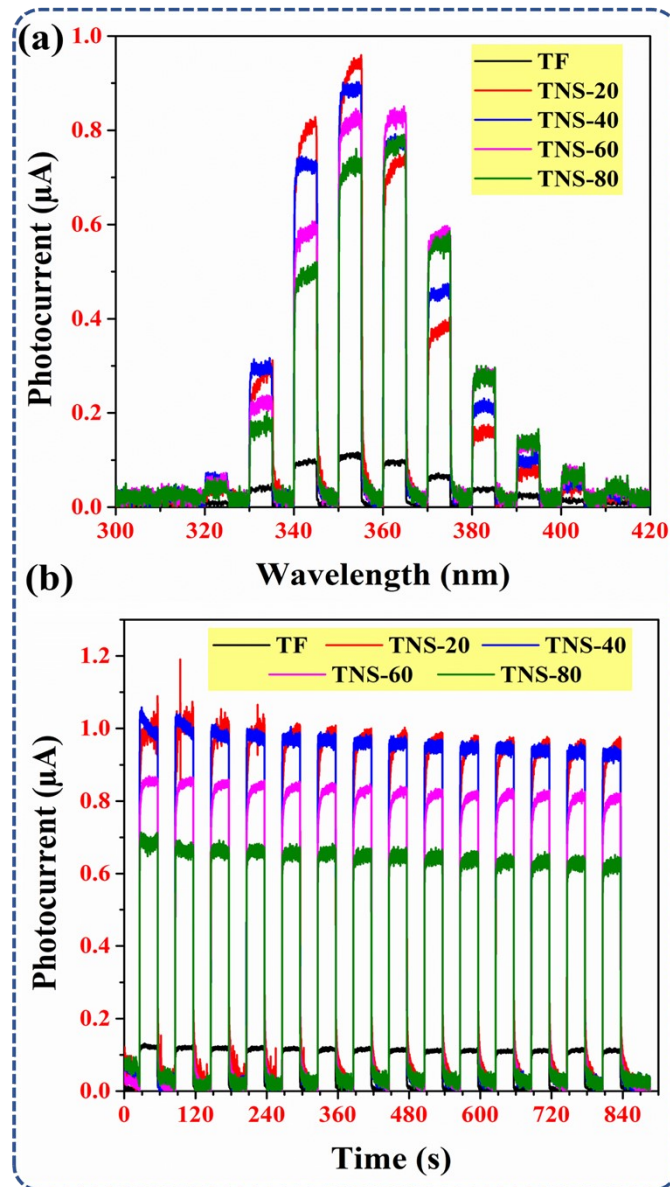 (a)
TF
TNS-20
TNS-40
TNS-60
TNS-80
Photocurrent (µA)
1.0
0.8
0.6
0.4
0.2
0.0
300 320 340 360 380 400 420
Wavelength (nm)
(b)
TF TNS-20 TNS-40
TNS-60 TNS-80
Photocurrent (µA)
1.2
1.0
0.8
0.6
0.4
0.2
0.0
0 120 240 360 480 600 720 840
Time (s)